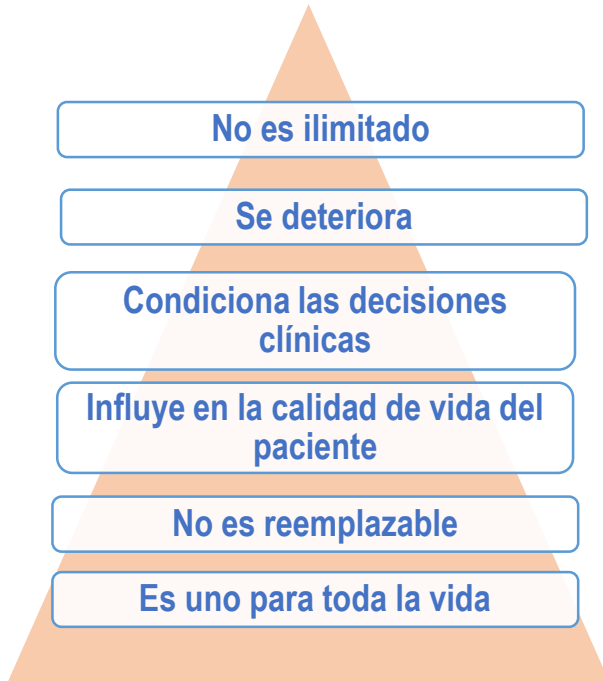 No es ilimitado
Se deteriora
Condiciona las decisiones
clínicas
Influye en la calidad de vida del
paciente
No es reemplazable
Es uno para toda la vida